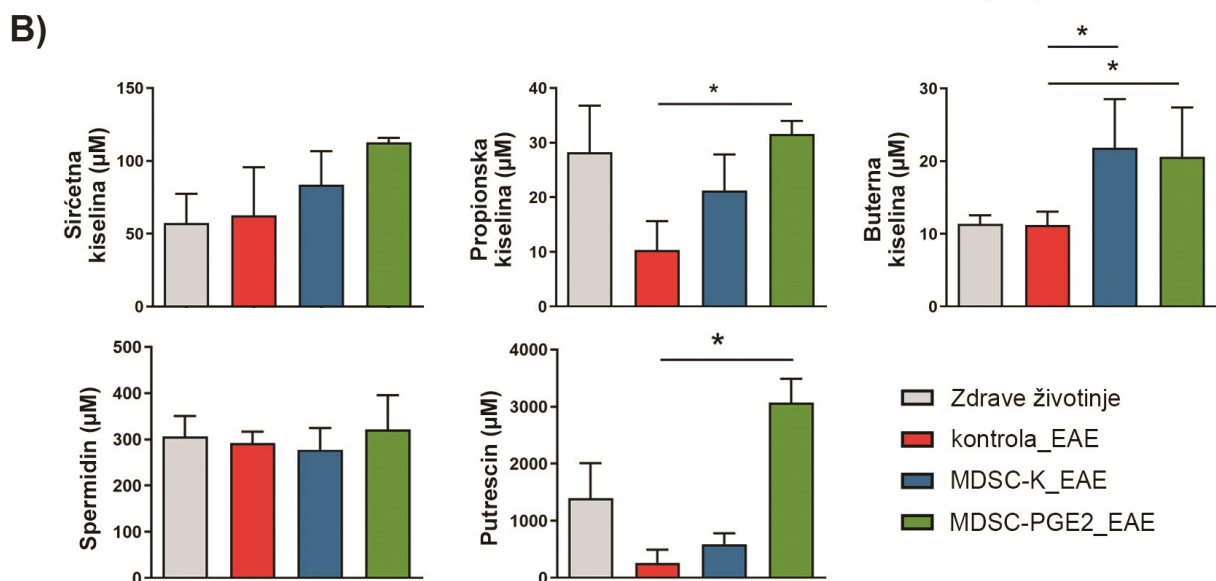 B)
Sirćetna
kiselina (µM)
150
100
50
0
Propionska
kiselina (µM)
40
30
20
10
0
*
Buterna
kiselina (µM)
30
20
10
0
*
*
Spermidin (µM)
500
400
300
200
100
0
Putrescin (µM)
4000
3000
2000
1000
0
*
Zdrave životinje
kontrola_EAE
MDSC-K_EAE
MDSC-PGE2_EAE